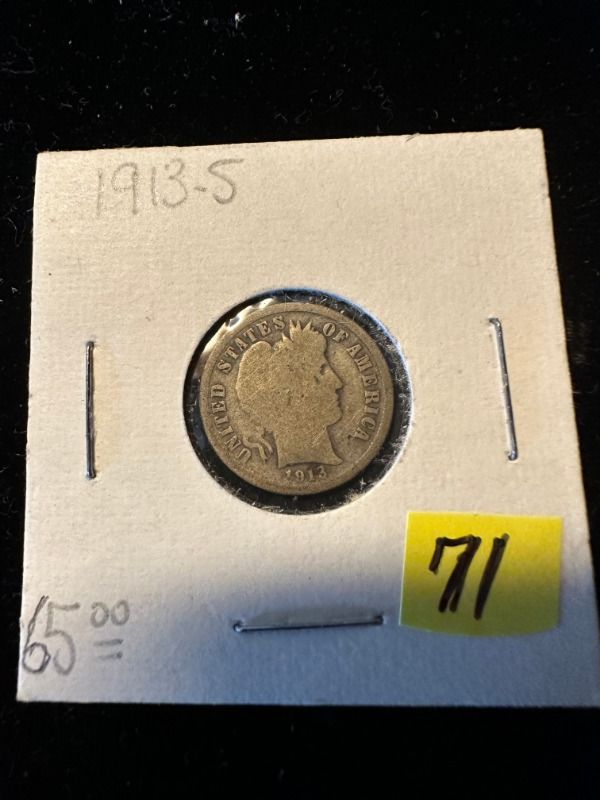 1913-S
UNITED STATES OF AMERICA
1913
71
65.00